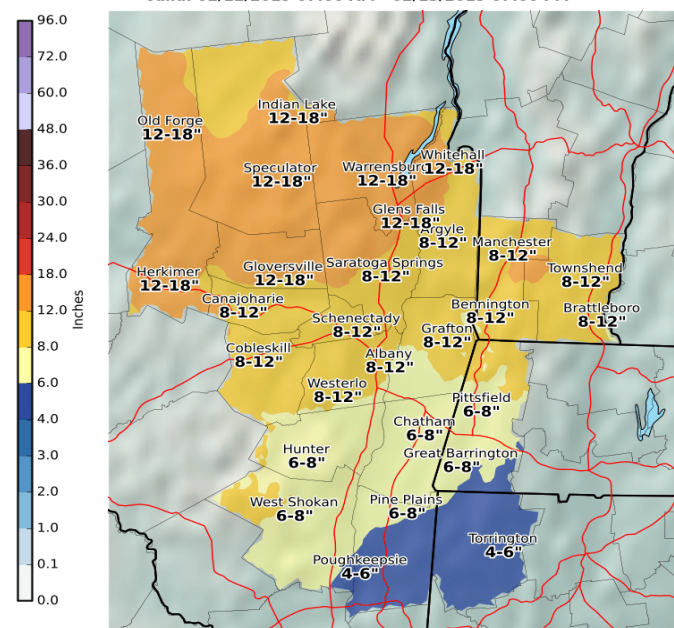 96.0
72.0
60.0
48.0
36.0
30.0
24.0
18.0
12.0
8.0
6.0
4.0
3.0
2.0
1.0
0.1
0.0
Inches
Old Forge
12-18"
Indian Lake
12-18"
Speculator
12-18"
Warrensburg
12-18"
Whitehall
12-18"
Glens Falls
12-18"
Argyle
8-12"
Manchester
8-12"
Herkimer
12-18"
Gloversville
12-18"
Saratoga Springs
8-12"
Townshend
8-12"
Canajoharie
8-12"
Schenectady
8-12"
Bennington
8-12"
Brattleboro
8-12"
Grafton
8-12"
Cobleskill
8-12"
Albany
8-12"
Westerlo
8-12"
Pittsfield
6-8"
Chatham
6-8"
Hunter
6-8"
Great Barrington
6-8"
West Shokan
6-8"
Pine Plains
6-8"
Torrington
4-6"
Poughkeepsie
4-6"